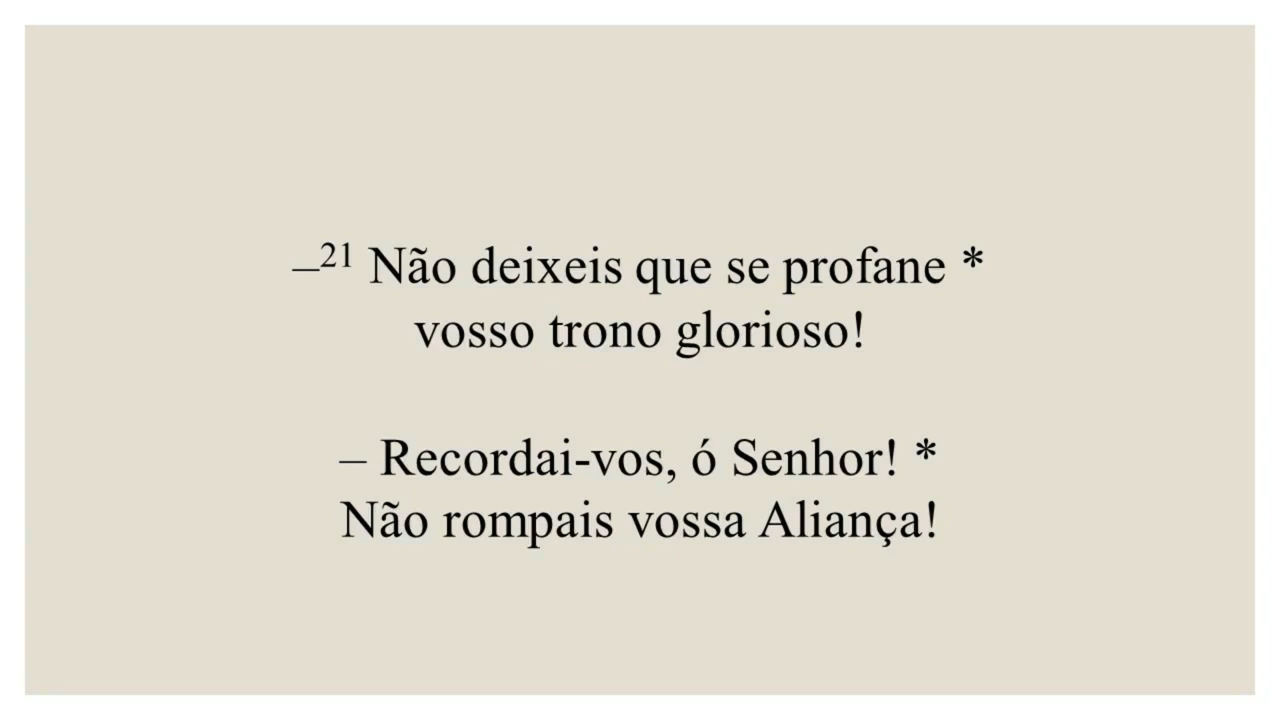 –²¹ Não deixeis que se profane *
vosso trono glorioso!
– Recordai-vos, ó Senhor! *
Não rompais vossa Aliança!